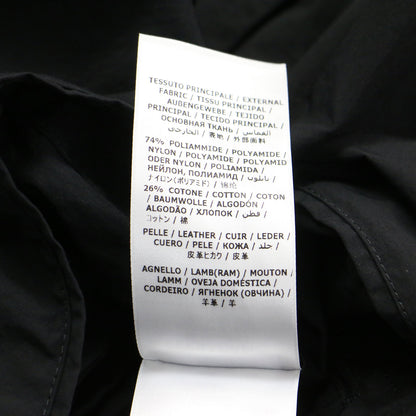 TESSUTO PRINCIPALE / EXTERNAL
FABRIC / TISSU PRINCIPAL /
AUßENGEWEBE / TEJIDO
PRINCIPAL / TECIDO PRINCIPAL /
ОСНОВНАЯ ТКАНЬ / القماش
الخارجي / 表地 / 外部面料
74% POLIAMMIDE / POLYAMIDE /
NYLON / POLYAMIDE / POLYAMID
ODER NYLON / POLIAMIDA /
НЕЙЛОН, ПОЛИАМИД / نايلون
/ ナイロン(ポリアミド) / 锦纶
26% COTONE / COTTON / COTON
/ BAUMWOLLE / ALGODÓN /
ALGODÃO / ХЛОПОК / قطن /
コットン / 棉
PELLE / LEATHER / CUIR / LEDER /
CUERO / PELE / КОЖА / جلد /
皮革ヒカワ / 皮革
AGNELLO / LAMB(RAM) / MOUTON /
LAMM / OVEJA DOMÉSTICA /
CORDEIRO / ЯГНЕНОК (ОВЧИНА) /
羊革 / 羊